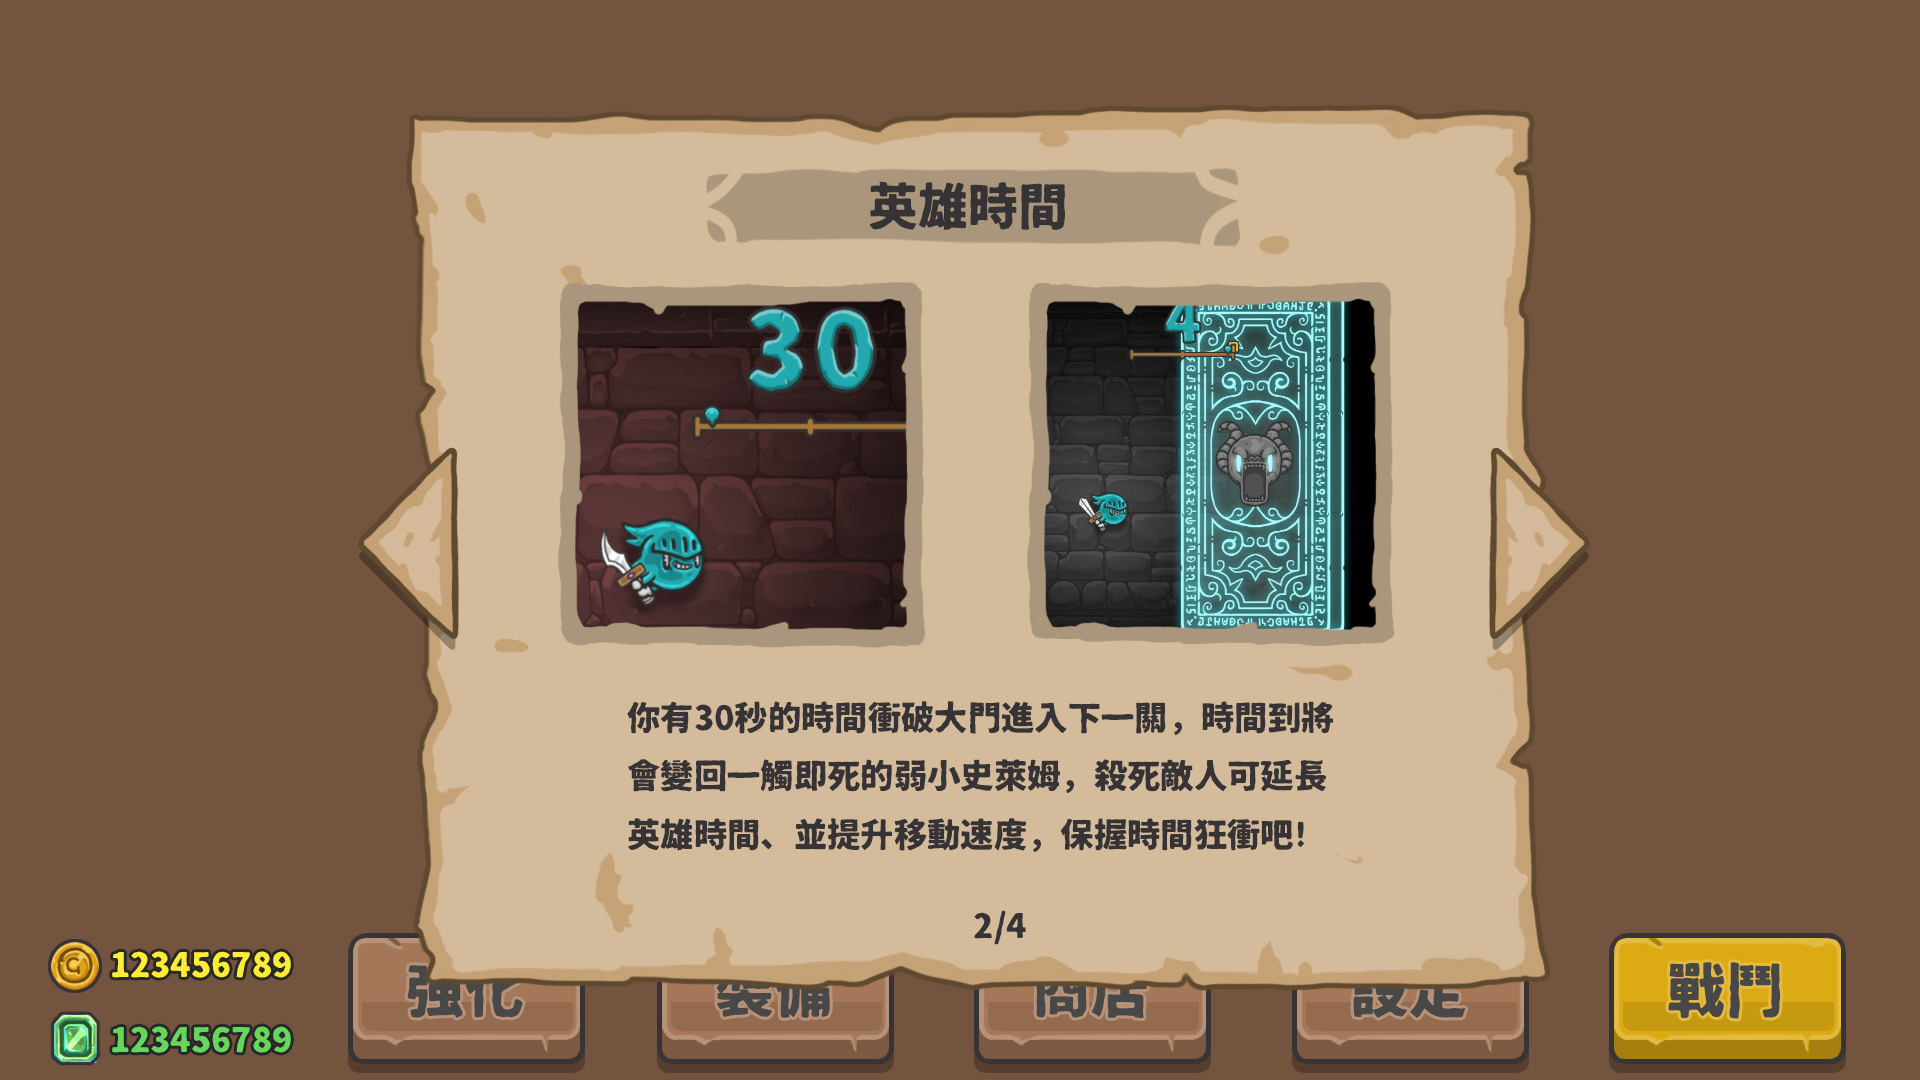 英雄時間
30
4
你有30秒的時間衝破大門進入下一關，時間到將
會變回一觸即死的弱小史萊姆，殺死敵人可延長
英雄時間、並提升移動速度，保握時間狂衝吧!
2/4
123456789
123456789
強化
裝備
商店
設定
戰鬥